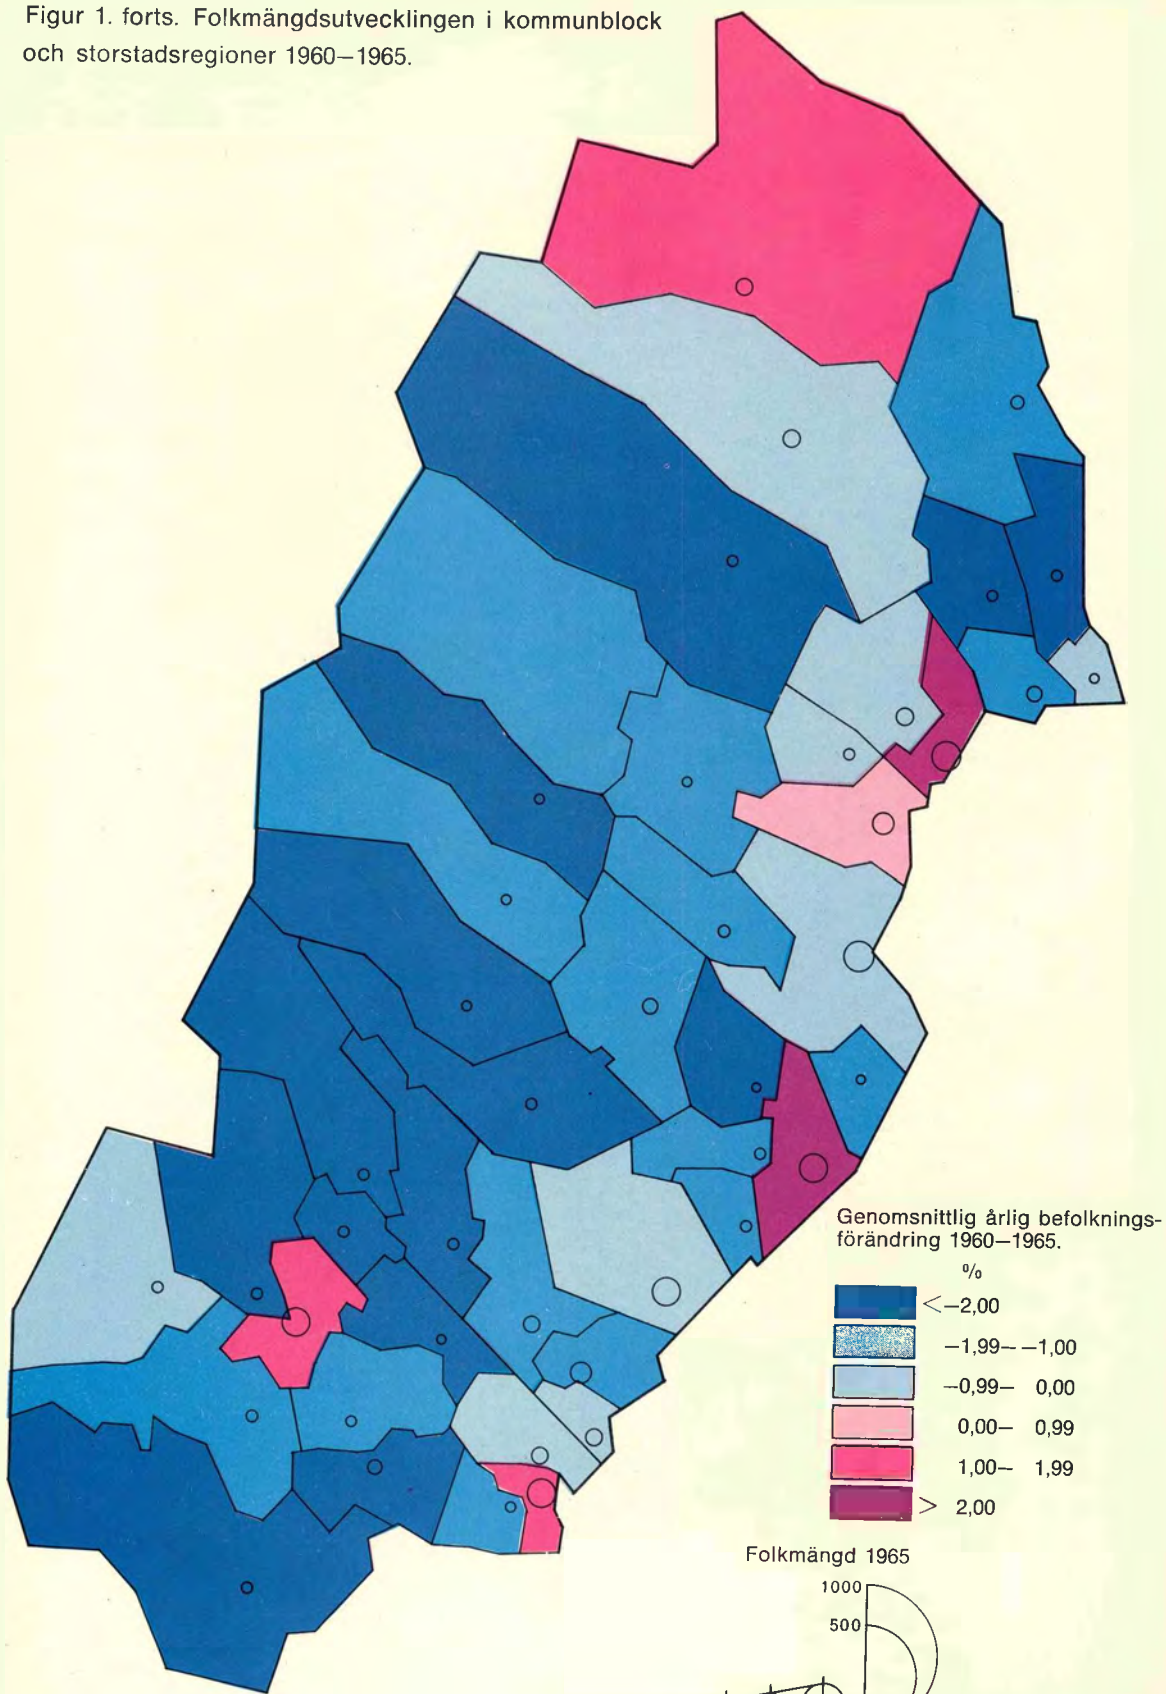 Figur 1. forts. Folkmängdsutvecklingen i kommunblock
och storstadsregioner 1960–1965.
Genomsnittlig årlig befolknings-
förändring 1960–1965.
%
< –2,00
–1,99– –1,00
–0,99– 0,00
0,00– 0,99
1,00– 1,99
> 2,00
Folkmängd 1965
1000
500